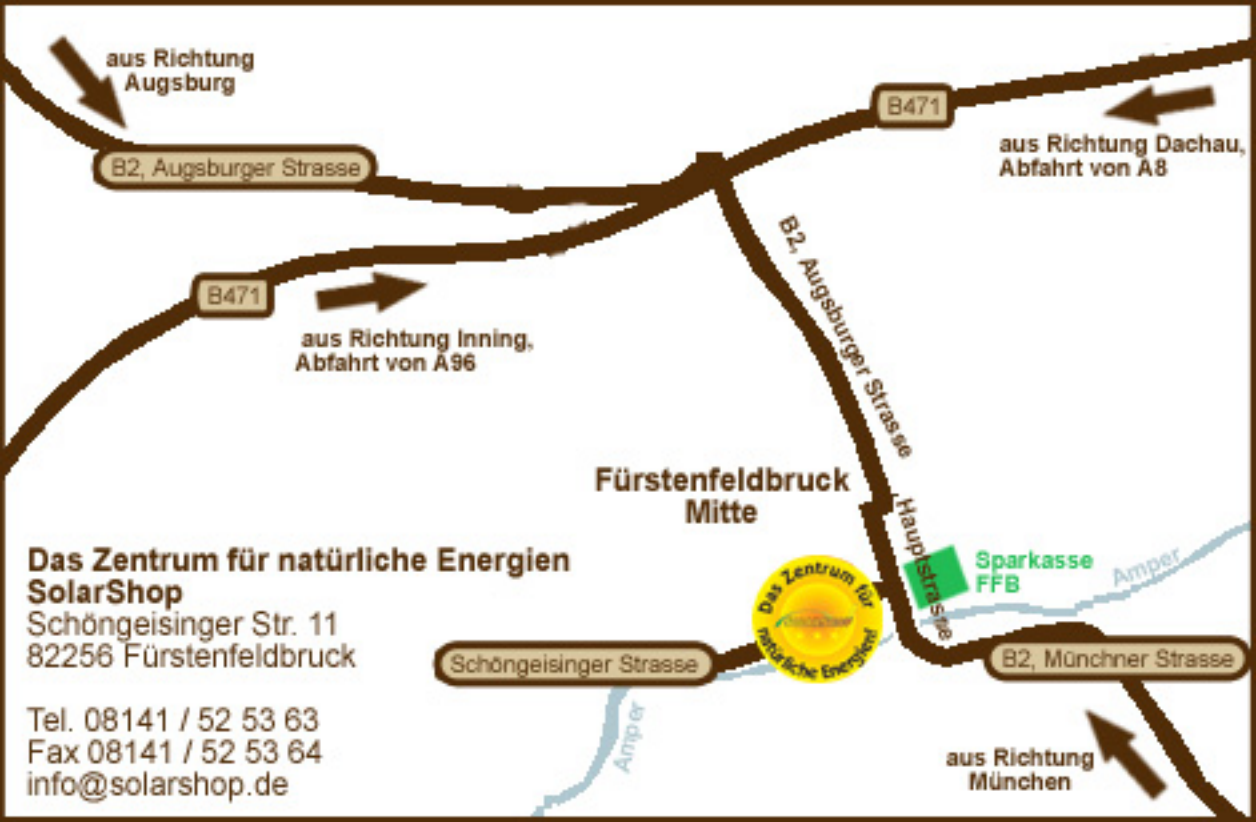 aus Richtung
Augsburg
B2, Augsburger Strasse
B471
aus Richtung Dachau,
Abfahrt von A8
B471
aus Richtung Inning,
Abfahrt von A96
B2, Augsburger Strasse
Fürstenfeldbruck
Mitte
Hauptstrasse
Sparkasse
FFB
Amper
Das Zentrum für
natürliche Energien!
Schöngeisinger Strasse
B2, Münchner Strasse
Amper
aus Richtung
München
Das Zentrum für natürliche Energien
SolarShop
Schöngeisinger Str. 11
82256 Fürstenfeldbruck
Tel. 08141 / 52 53 63
Fax 08141 / 52 53 64
info@solarshop.de